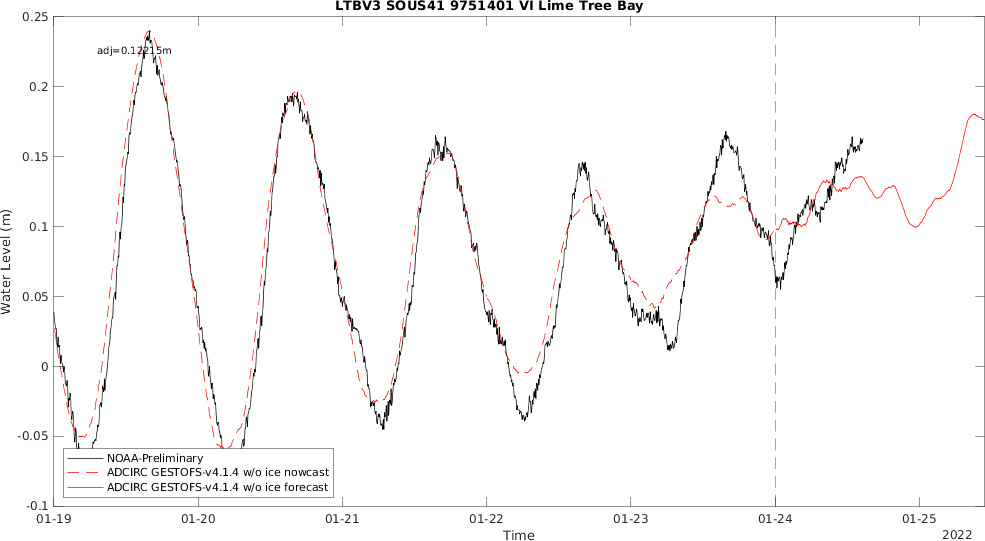 LTBV3 SOUS41 9751401 VI Lime Tree Bay
0.25
adj=0.12215m
0.2
0.15
0.1
0.05
0
-0.05
-0.1
Water Level (m)
NOAA-Preliminary
ADCIRC GESTOFS-v4.1.4 w/o ice nowcast
ADCIRC GESTOFS-v4.1.4 w/o ice forecast
01-19 01-20 01-21 01-22 01-23 01-24 01-25
Time
2022